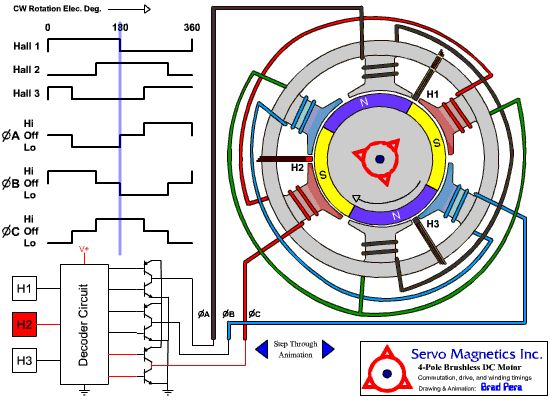 CW Rotation Elec. Deg.
0 180 360
Hall 1
Hall 2
Hall 3
ØA Hi
Off
Lo
ØB Hi
Off
Lo
ØC Hi
Off
Lo
V+
H1
H2
H3
Decoder Circuit
ØA ØB ØC
H1
H2
H3
N
S
N
S
Step Through
Animation
Servo Magnetics Inc.
4-Pole Brushless DC Motor
Commutation, drive, and winding timings
Drawing & Animation: Brad Pera